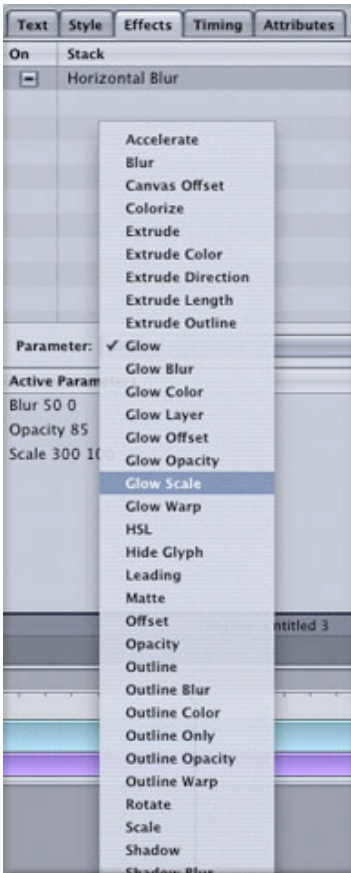 Text Style Effects Timing Attributes
On Stack
Horizontal Blur
Accelerate
Blur
Canvas Offset
Colorize
Extrude
Extrude Color
Extrude Direction
Extrude Length
Extrude Outline
Parameter: ✓ Glow
Glow Blur
Active Param
Glow Color
Blur 50 0
Glow Layer
Opacity 85
Glow Offset
Scale 300 10
Glow Opacity
Glow Scale
Glow Warp
HSL
Hide Glyph
Leading
Matte
Offset
ntitled 3
Opacity
Outline
Outline Blur
Outline Color
Outline Only
Outline Opacity
Outline Warp
Rotate
Scale
Shadow
Shadow Blur